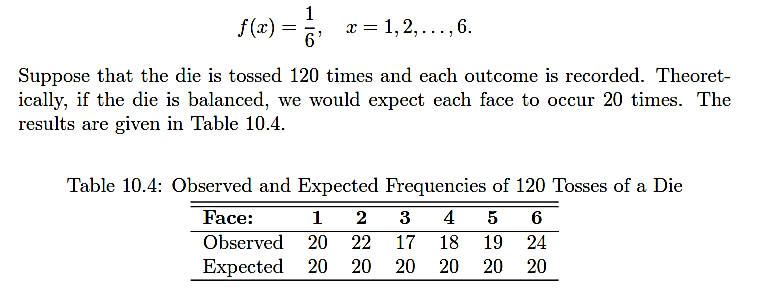 f(x) = 1/6, x = 1, 2, . . . , 6.
Suppose that the die is tossed 120 times and each outcome is recorded. Theoret-
ically, if the die is balanced, we would expect each face to occur 20 times. The
results are given in Table 10.4.
Table 10.4: Observed and Expected Frequencies of 120 Tosses of a Die
Face: 1 2 3 4 5 6
Observed 20 22 17 18 19 24
Expected 20 20 20 20 20 20